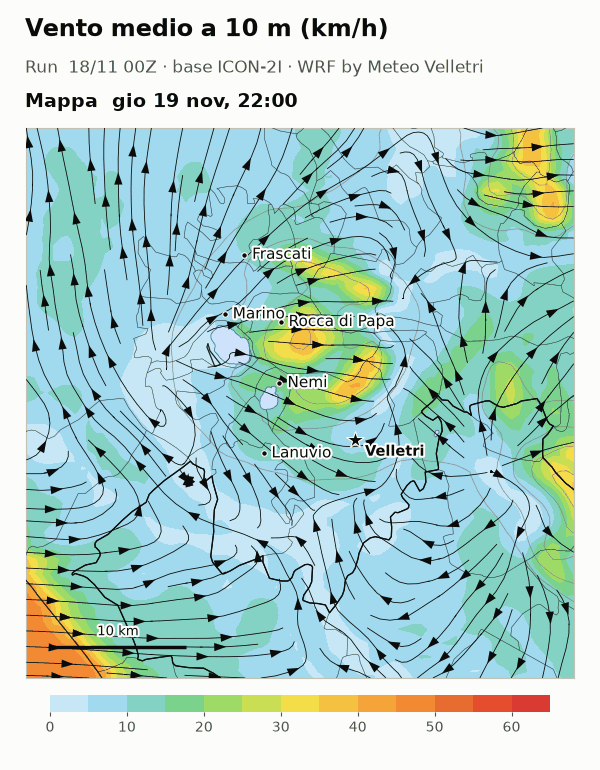 Vento medio a 10 m (km/h)
Run  18/11 00Z · base ICON-2I · WRF by Meteo Velletri
Mappa  gio 19 nov, 22:00
Frascati
Marino
Rocca di Papa
Nemi
Velletri
Lanuvio
10 km
0 10 20 30 40 50 60